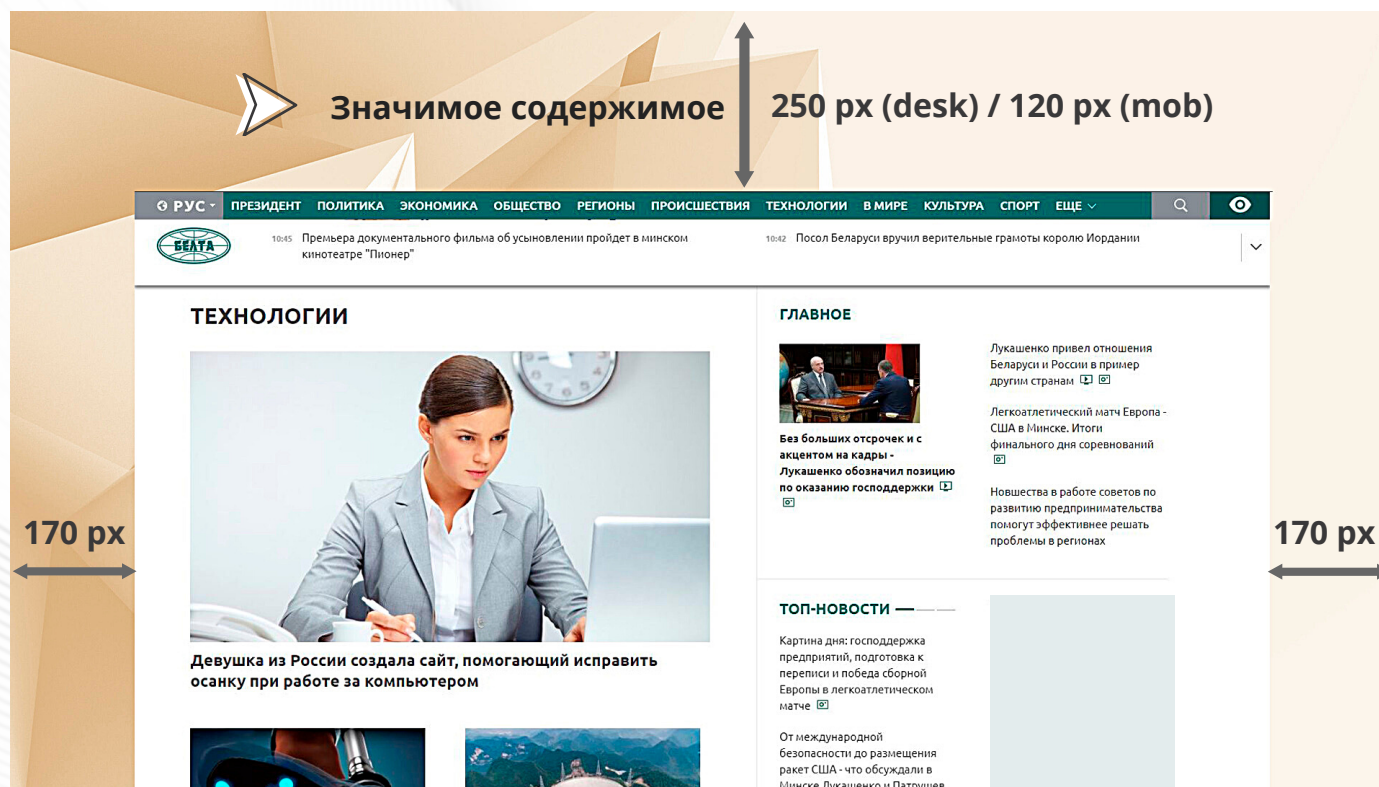 Значимое содержимое
250 px (desk) / 120 px (mob)
РУС
ПРЕЗИДЕНТ ПОЛИТИКА ЭКОНОМИКА ОБЩЕСТВО РЕГИОНЫ ПРОИСШЕСТВИЯ ТЕХНОЛОГИИ В МИРЕ КУЛЬТУРА СПОРТ ЕЩЕ
БЕЛТА
10:45 Премьера документального фильма об усыновлении пройдет в минском
кинотеатре "Пионер"
10:42 Посол Беларуси вручил верительные грамоты королю Иордании
170 px
170 px
ТЕХНОЛОГИИ
Девушка из России создала сайт, помогающий исправить
осанку при работе за компьютером
ГЛАВНОЕ
Без больших отсрочек и с
акцентом на кадры -
Лукашенко обозначил позицию
по оказанию господдержки
Лукашенко привел отношения
Беларуси и России в пример
другим странам
Легкоатлетический матч Европа -
США в Минске. Итоги
финального дня соревнований
Новшества в работе советов по
развитию предпринимательства
помогут эффективнее решать
проблемы в регионах
ТОП-НОВОСТИ
Картина дня: господдержка
предприятий, подготовка к
переписи и победа сборной
Европы в легкоатлетическом
матче
От международной
безопасности до размещения
ракет США - что обсуждали в
Минске Лукашенко и Патрушев